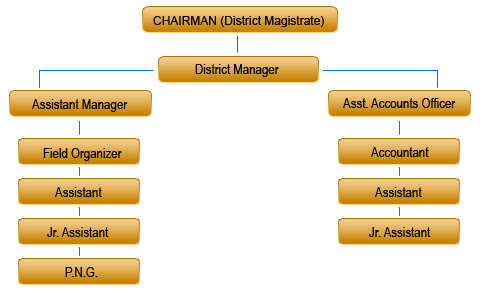 CHAIRMAN (District Magistrate)
District Manager
Assistant Manager
Asst. Accounts Officer
Field Organizer
Accountant
Assistant
Assistant
Jr. Assistant
Jr. Assistant
P.N.G.